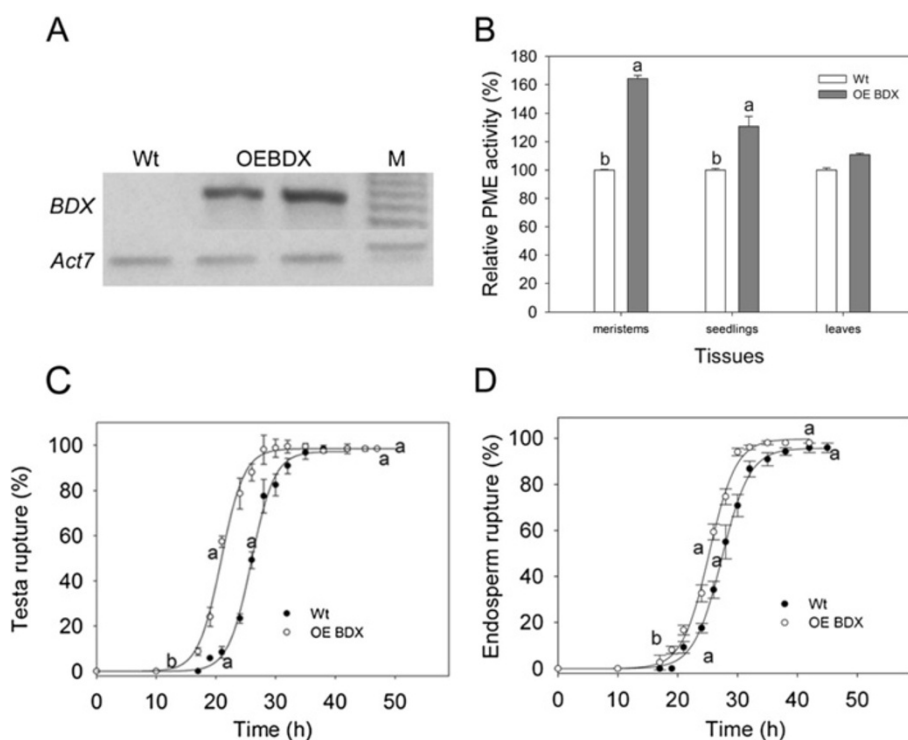 A
Wt OEBDX M
BDX
Act7
B
Relative PME activity (%)
180
160
140
120
100
80
60
40
20
0
a
b
a
b
Wt
OE BDX
meristems seedlings leaves
Tissues
C
Testa rupture (%)
100
80
60
40
20
0
a
a
a
a
b
a
Wt
OE BDX
0 10 20 30 40 50
Time (h)
D
Endosperm rupture (%)
100
80
60
40
20
0
a
a
a
a
b
a
Wt
OE BDX
0 10 20 30 40 50
Time (h)